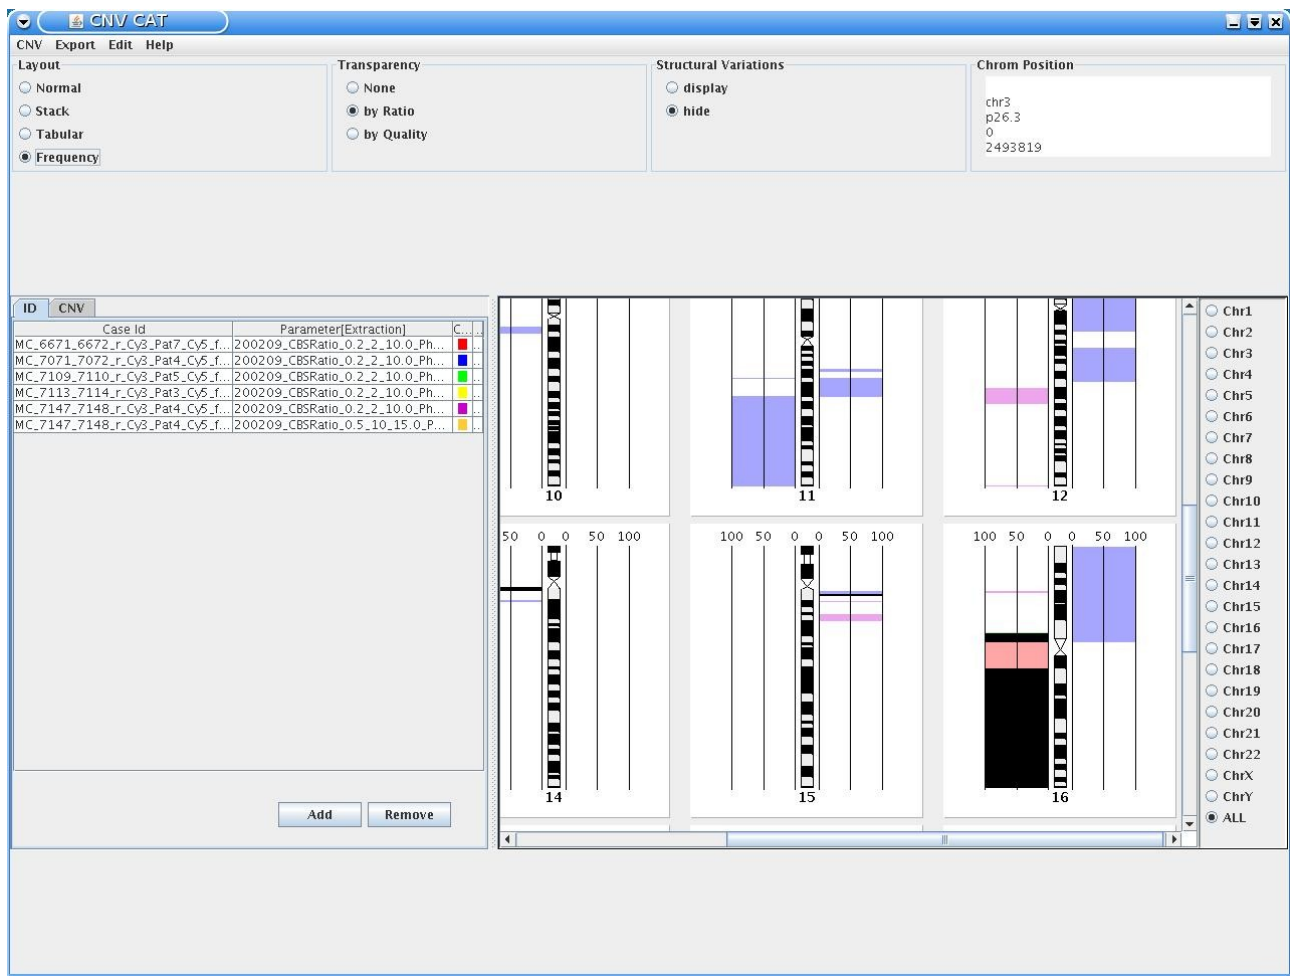 CNV CAT
CNV Export Edit Help
Layout
Normal
Stack
Tabular
Frequency
Transparency
None
by Ratio
by Quality
Structural Variations
display
hide
Chrom Position
chr3
p26.3
0
2493819
ID CNV
Case Id Parameter[Extraction] C...
MC_6671_6672_r_Cy3_Pat7_Cy5_f... 200209_CBSRatio_0.2_2_10.0_Ph...
MC_7071_7072_r_Cy3_Pat4_Cy5_f... 200209_CBSRatio_0.2_2_10.0_Ph...
MC_7109_7110_r_Cy3_Pat5_Cy5_f... 200209_CBSRatio_0.2_2_10.0_Ph...
MC_7113_7114_r_Cy3_Pat3_Cy5_f... 200209_CBSRatio_0.2_2_10.0_Ph...
MC_7147_7148_r_Cy3_Pat4_Cy5_f... 200209_CBSRatio_0.2_2_10.0_Ph...
MC_7147_7148_r_Cy3_Pat4_Cy5_f... 200209_CBSRatio_0.5_10_15.0_P...
Add Remove
10 11 12
50 0 0 50 100 100 50 0 0 50 100 100 50 0 0 50 100
14 15 16
Chr1
Chr2
Chr3
Chr4
Chr5
Chr6
Chr7
Chr8
Chr9
Chr10
Chr11
Chr12
Chr13
Chr14
Chr15
Chr16
Chr17
Chr18
Chr19
Chr20
Chr21
Chr22
ChrX
ChrY
ALL